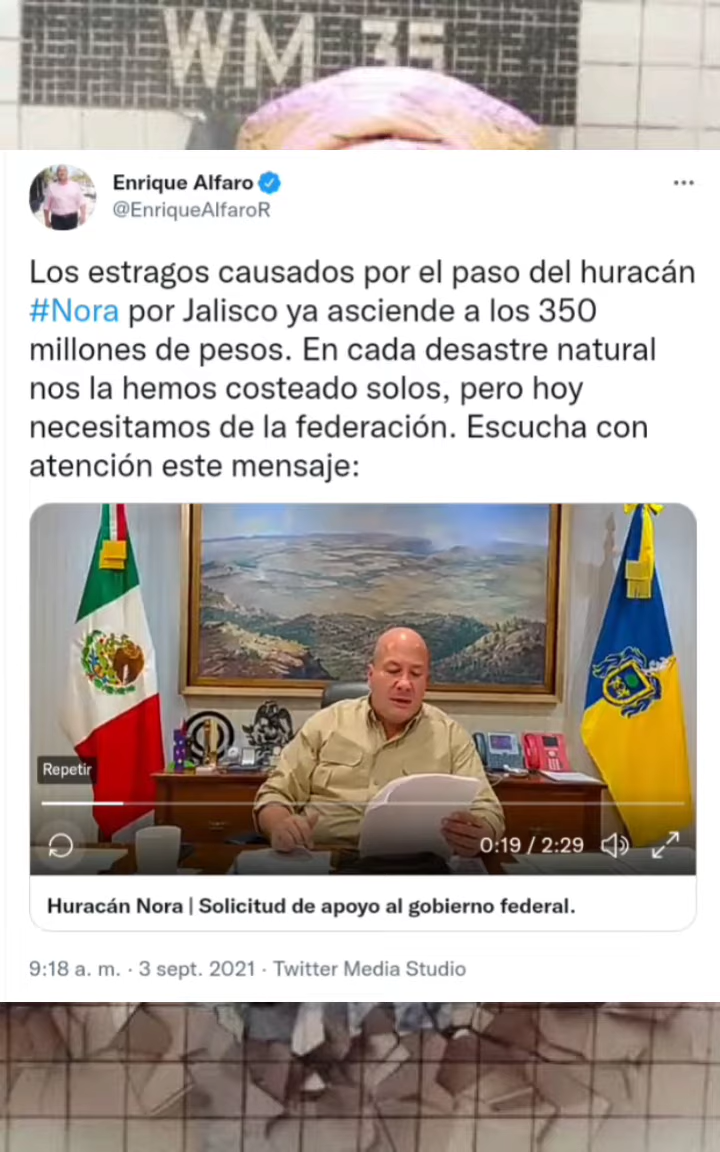 WM 35
Enrique Alfaro
@EnriqueAlfaroR
Los estragos causados por el paso del huracán
#Nora por Jalisco ya asciende a los 350
millones de pesos. En cada desastre natural
nos la hemos costeado solos, pero hoy
necesitamos de la federación. Escucha con
atención este mensaje:
Repetir
0:19 / 2:29
Huracán Nora | Solicitud de apoyo al gobierno federal.
9:18 a. m. · 3 sept. 2021 · Twitter Media Studio